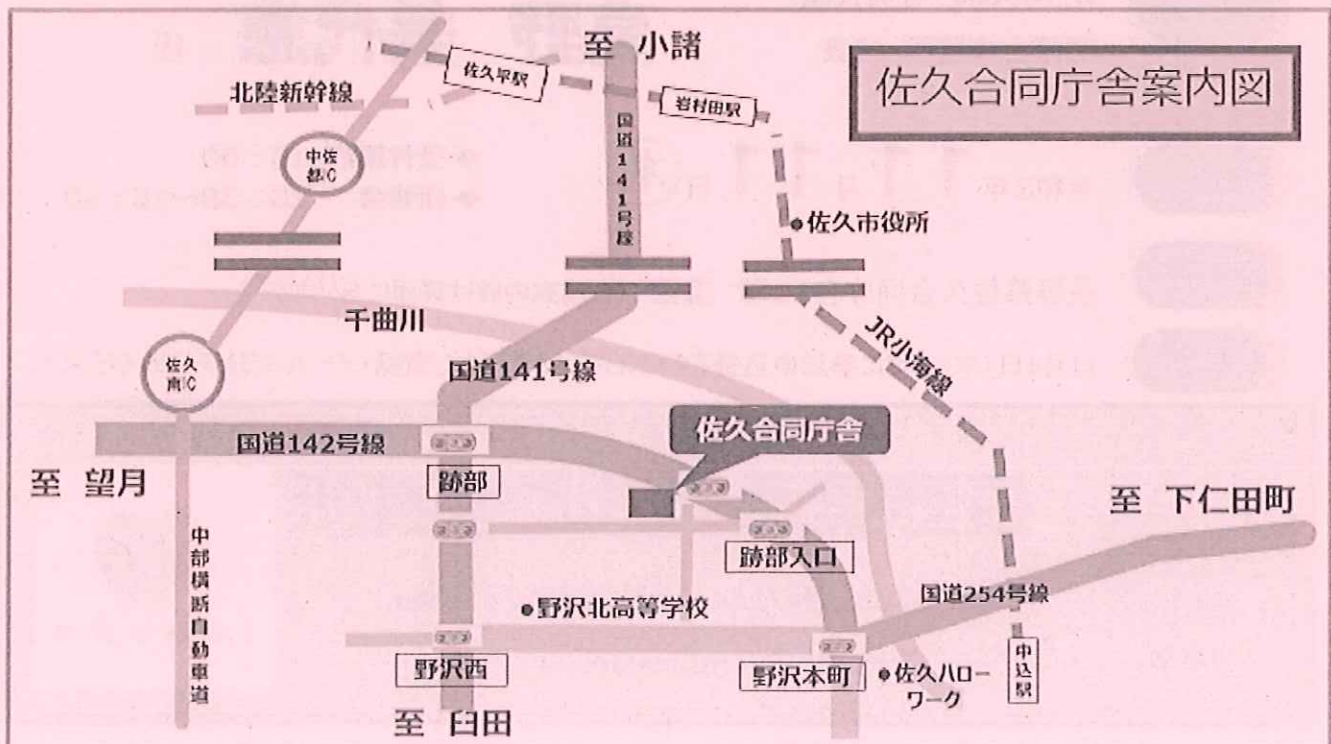 至 小諸
佐久合同庁舎案内図
佐久平駅
北陸新幹線
岩村田駅
国道141号線
中佐
都IC
佐久市役所
千曲川
JR小海線
佐久
南IC
国道141号線
佐久合同庁舎
国道142号線
至 望月
跡部
至 下仁田町
中部横断自動車道
跡部入口
国道254号線
野沢北高等学校
野沢西
野沢本町
佐久ハロー
ワーク
中込駅
至 臼田